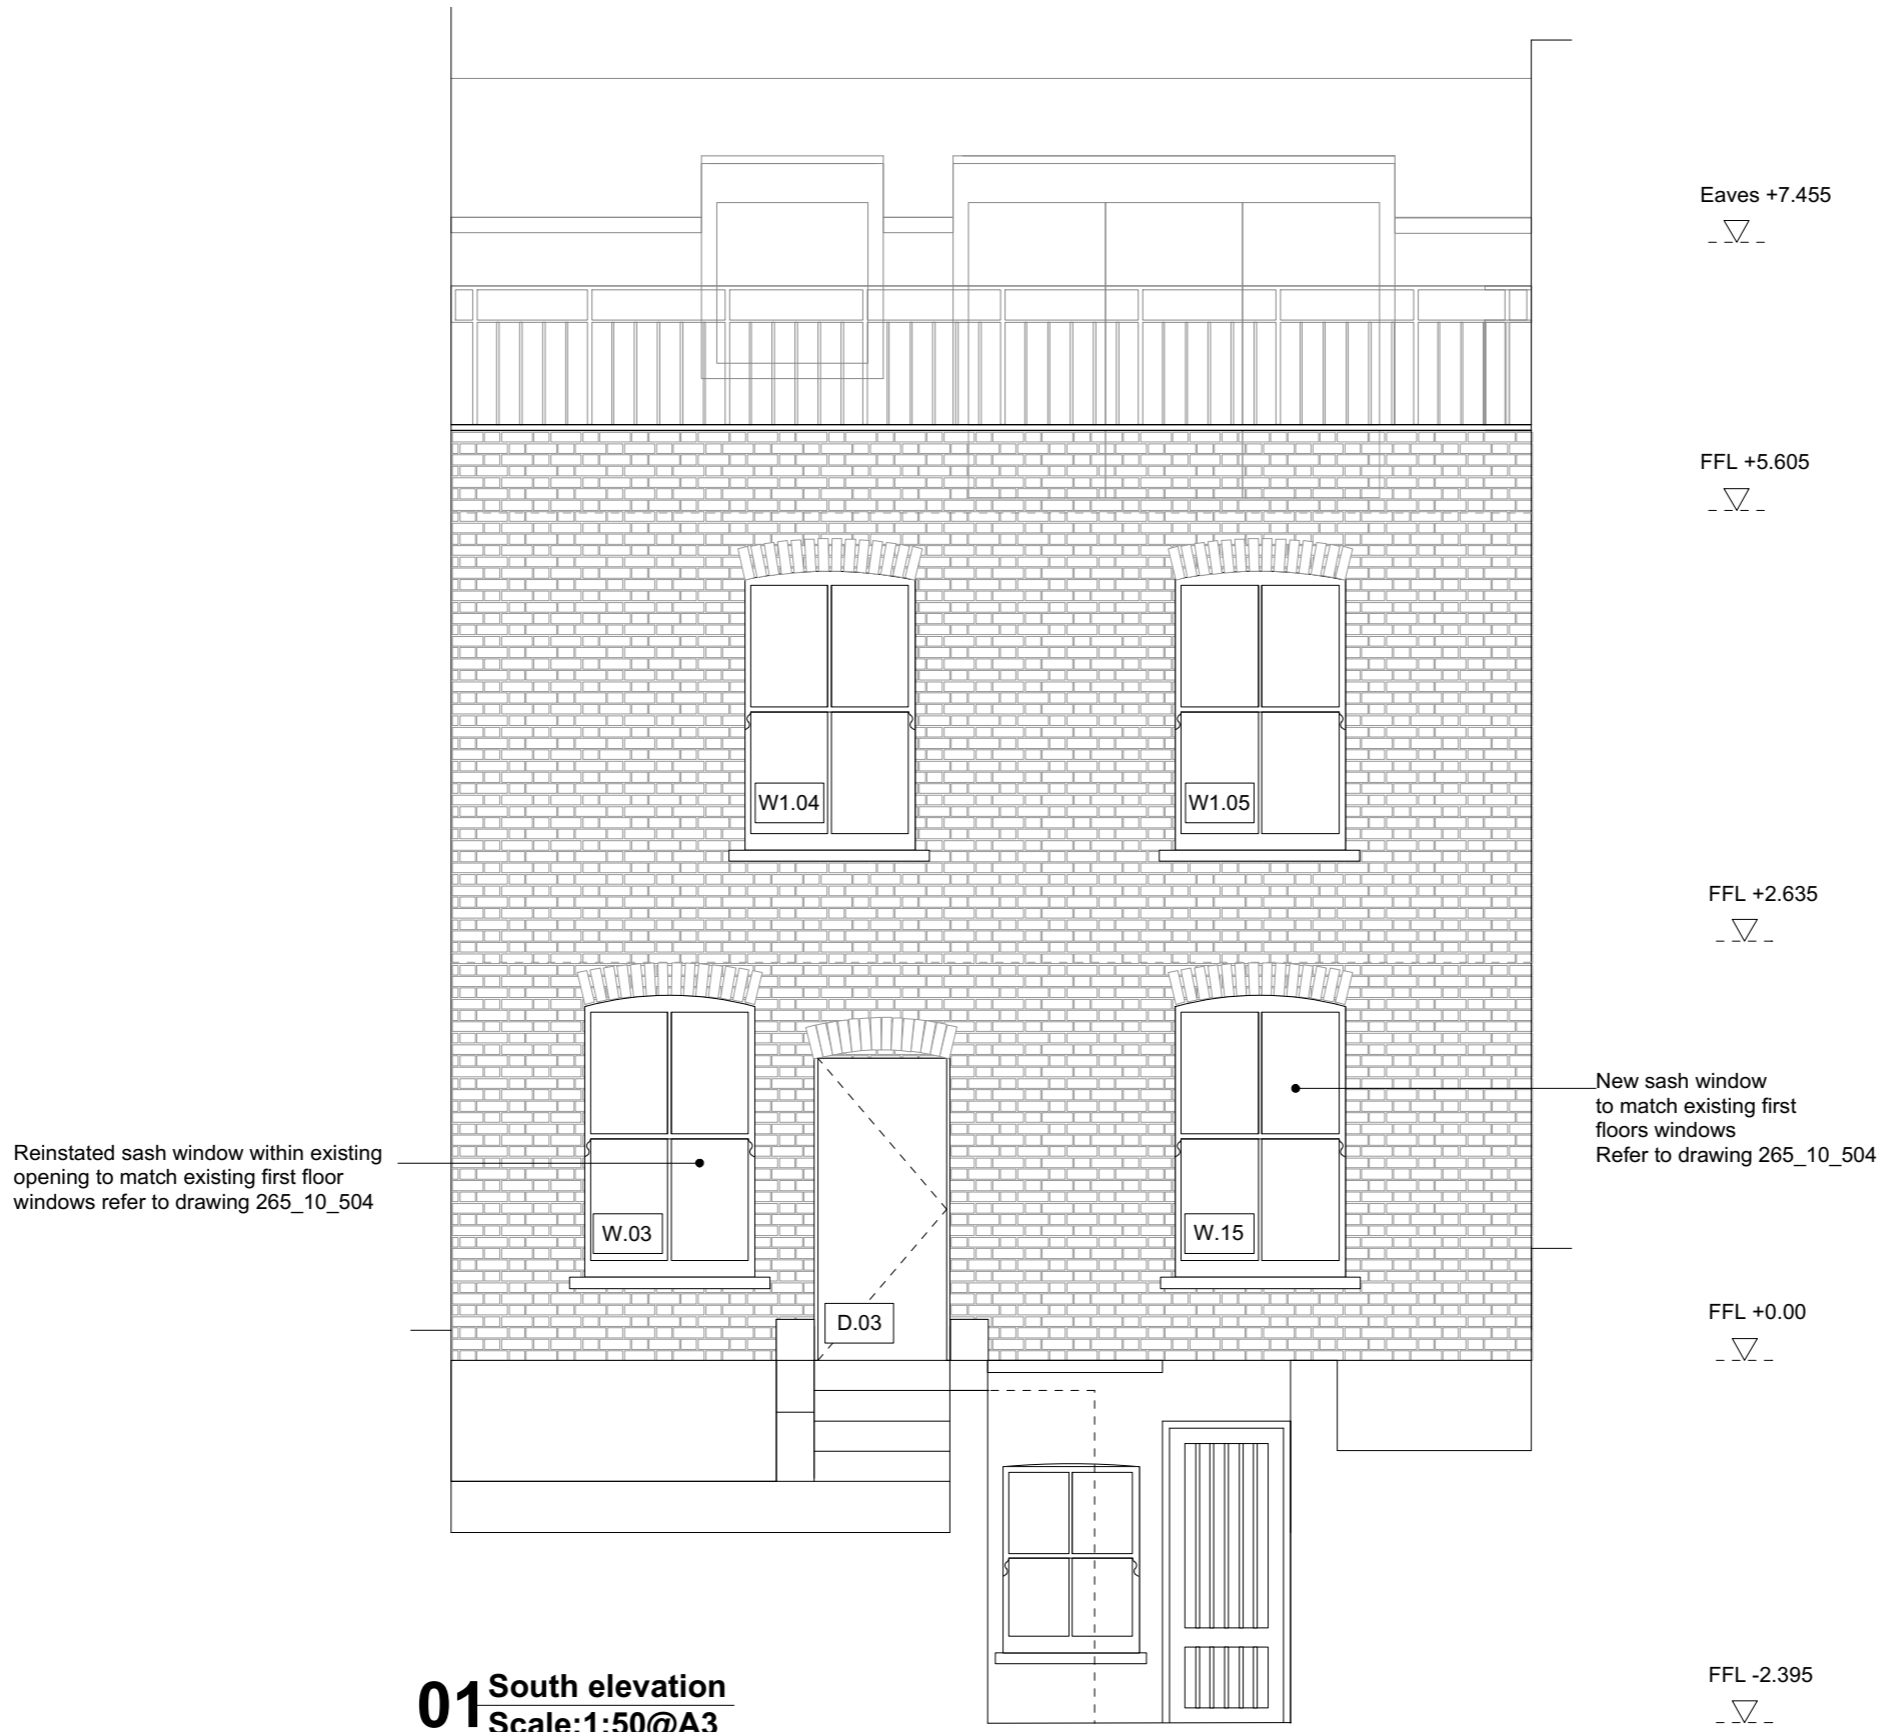 Eaves +7.455
FFL +5.605
W1.04
W1.05
FFL +2.635
New sash window
to match existing first
floors windows
Refer to drawing 265_10_504
Reinstated sash window within existing
opening to match existing first floor
windows refer to drawing 265_10_504
W.03
W.15
D.03
FFL +0.00
FFL -2.395
01
South elevation
Scale:1:50@A3